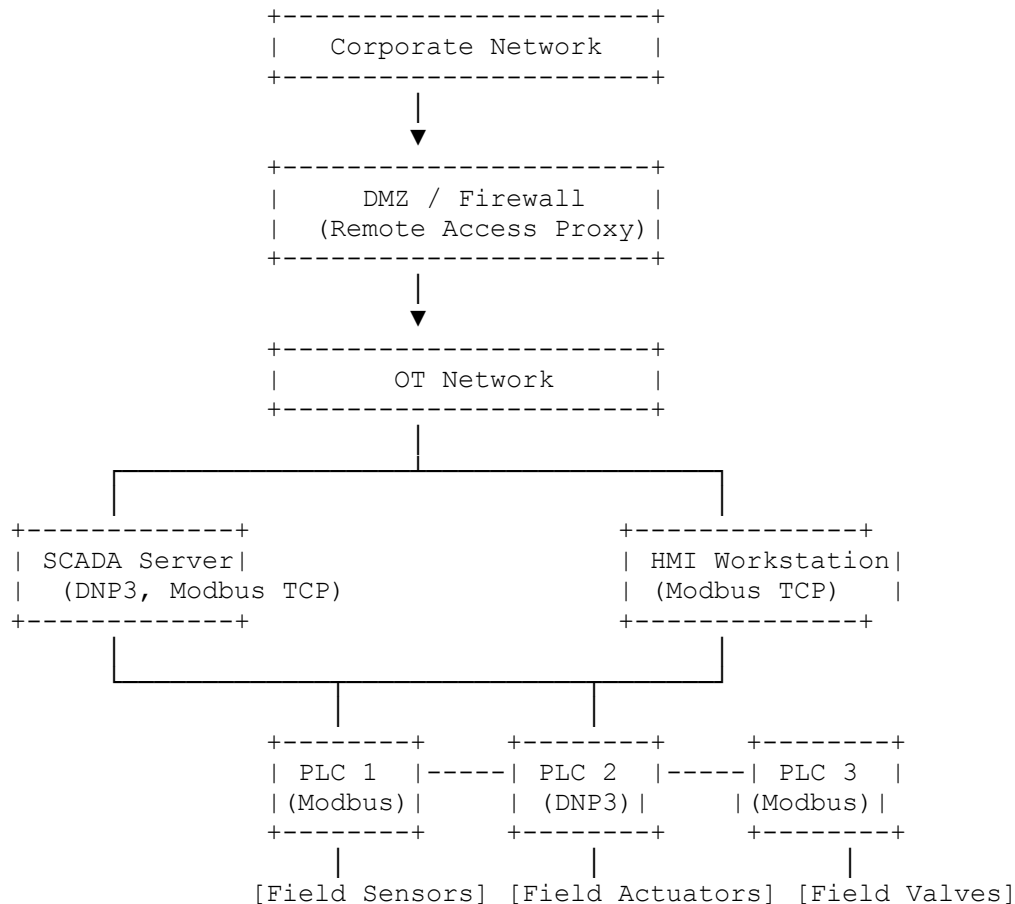 Corporate Network
DMZ / Firewall
(Remote Access Proxy)
OT Network
SCADA Server
(DNP3, Modbus TCP)
HMI Workstation
(Modbus TCP)
PLC 1
(Modbus)
PLC 2
(DNP3)
PLC 3
(Modbus)
[Field Sensors] [Field Actuators] [Field Valves]